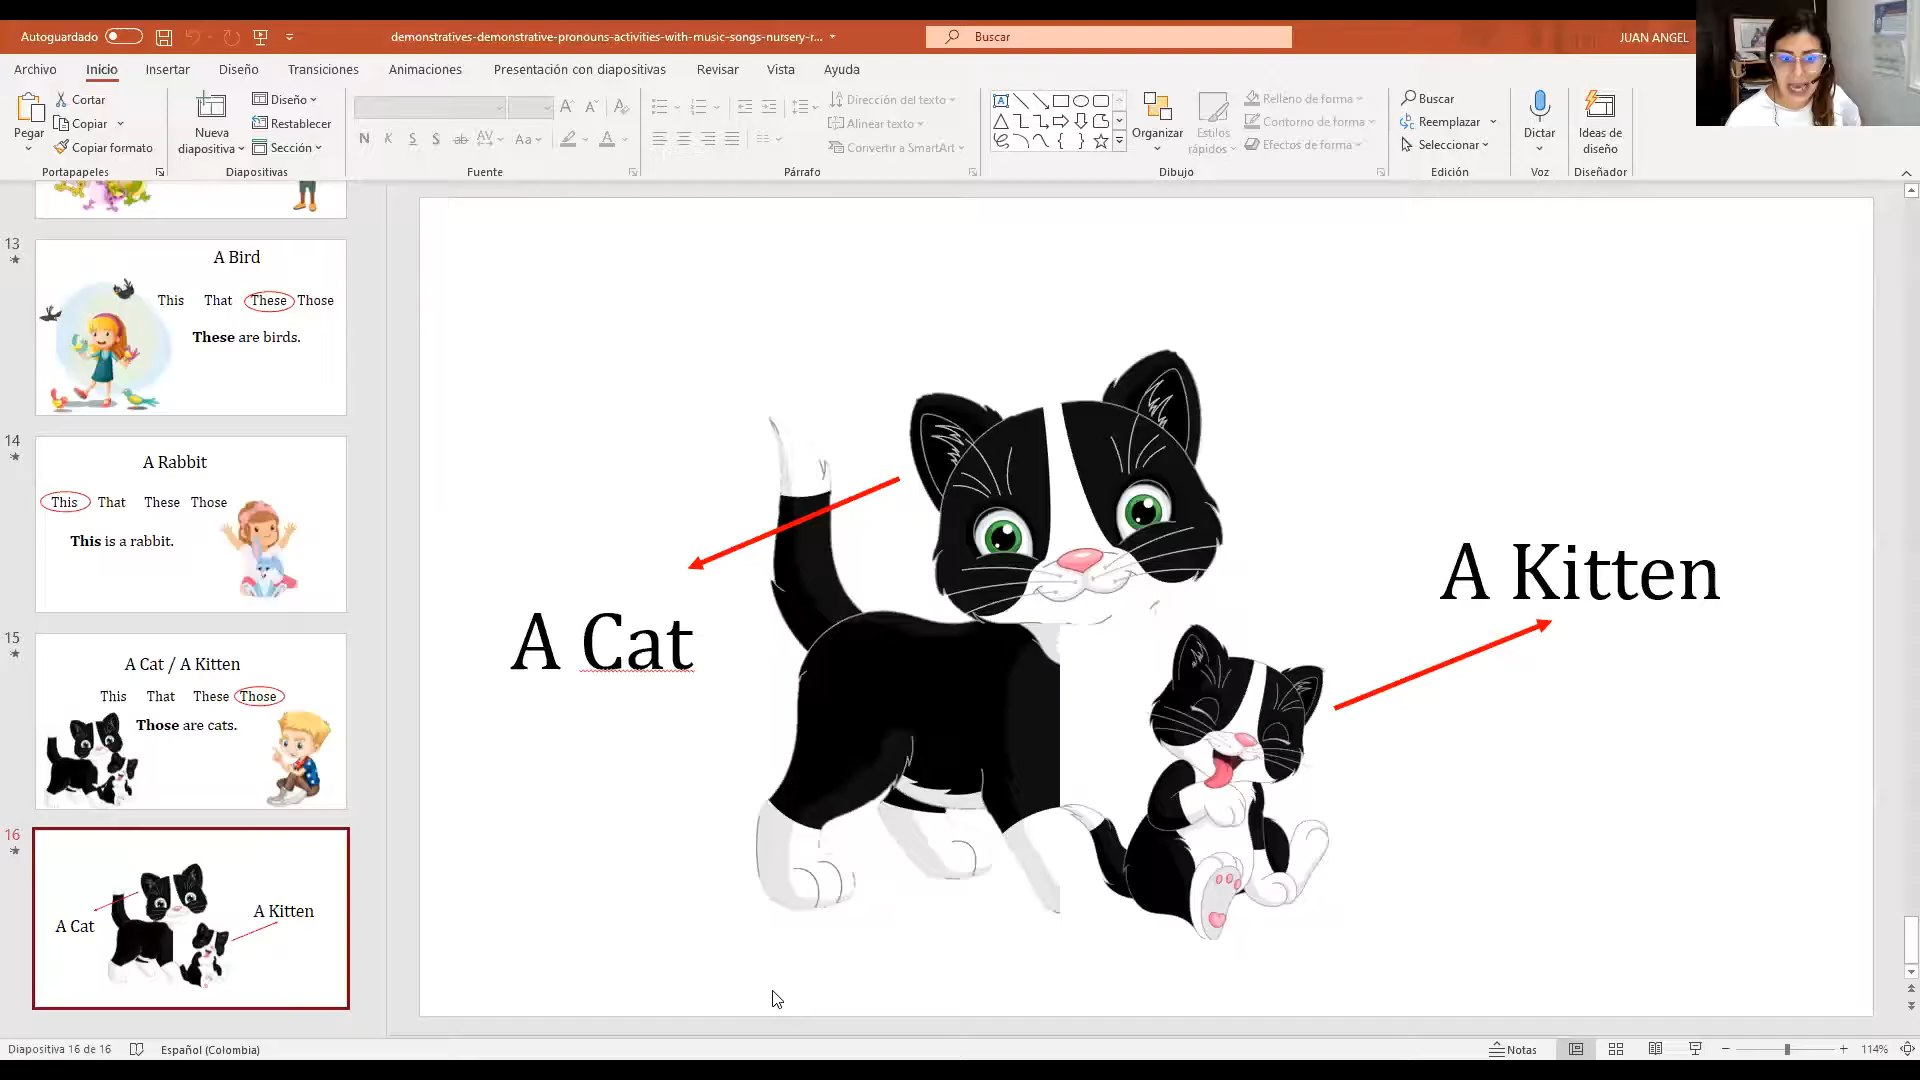 Autoguardado
demonstratives-demonstrative-pronouns-activities-with-music-songs-nursery-r...
Buscar
JUAN ANGEL
Archivo Inicio Insertar Diseño Transiciones Animaciones Presentación con diapositivas Revisar Vista Ayuda
Pegar
Cortar
Copiar
Copiar formato
Portapapeles
Nueva diapositiva
Diseño
Restablecer
Sección
Diapositivas
N K S S ab AV Aa A
Fuente
Dirección del texto
Alinear texto
Convertir a SmartArt
Párrafo
Organizar
Estilos rápidos
Relleno de forma
Contorno de forma
Efectos de forma
Dibujo
Buscar
Reemplazar
Seleccionar
Edición
Dictar
Voz
Ideas de diseño
Diseñador
13
A Bird
This That These Those
These are birds.
14
A Rabbit
This That These Those
This is a rabbit.
15
A Cat / A Kitten
This That These Those
Those are cats.
16
A Cat
A Kitten
A Cat
A Kitten
Diapositiva 16 de 16
Español (Colombia)
Notas
114%